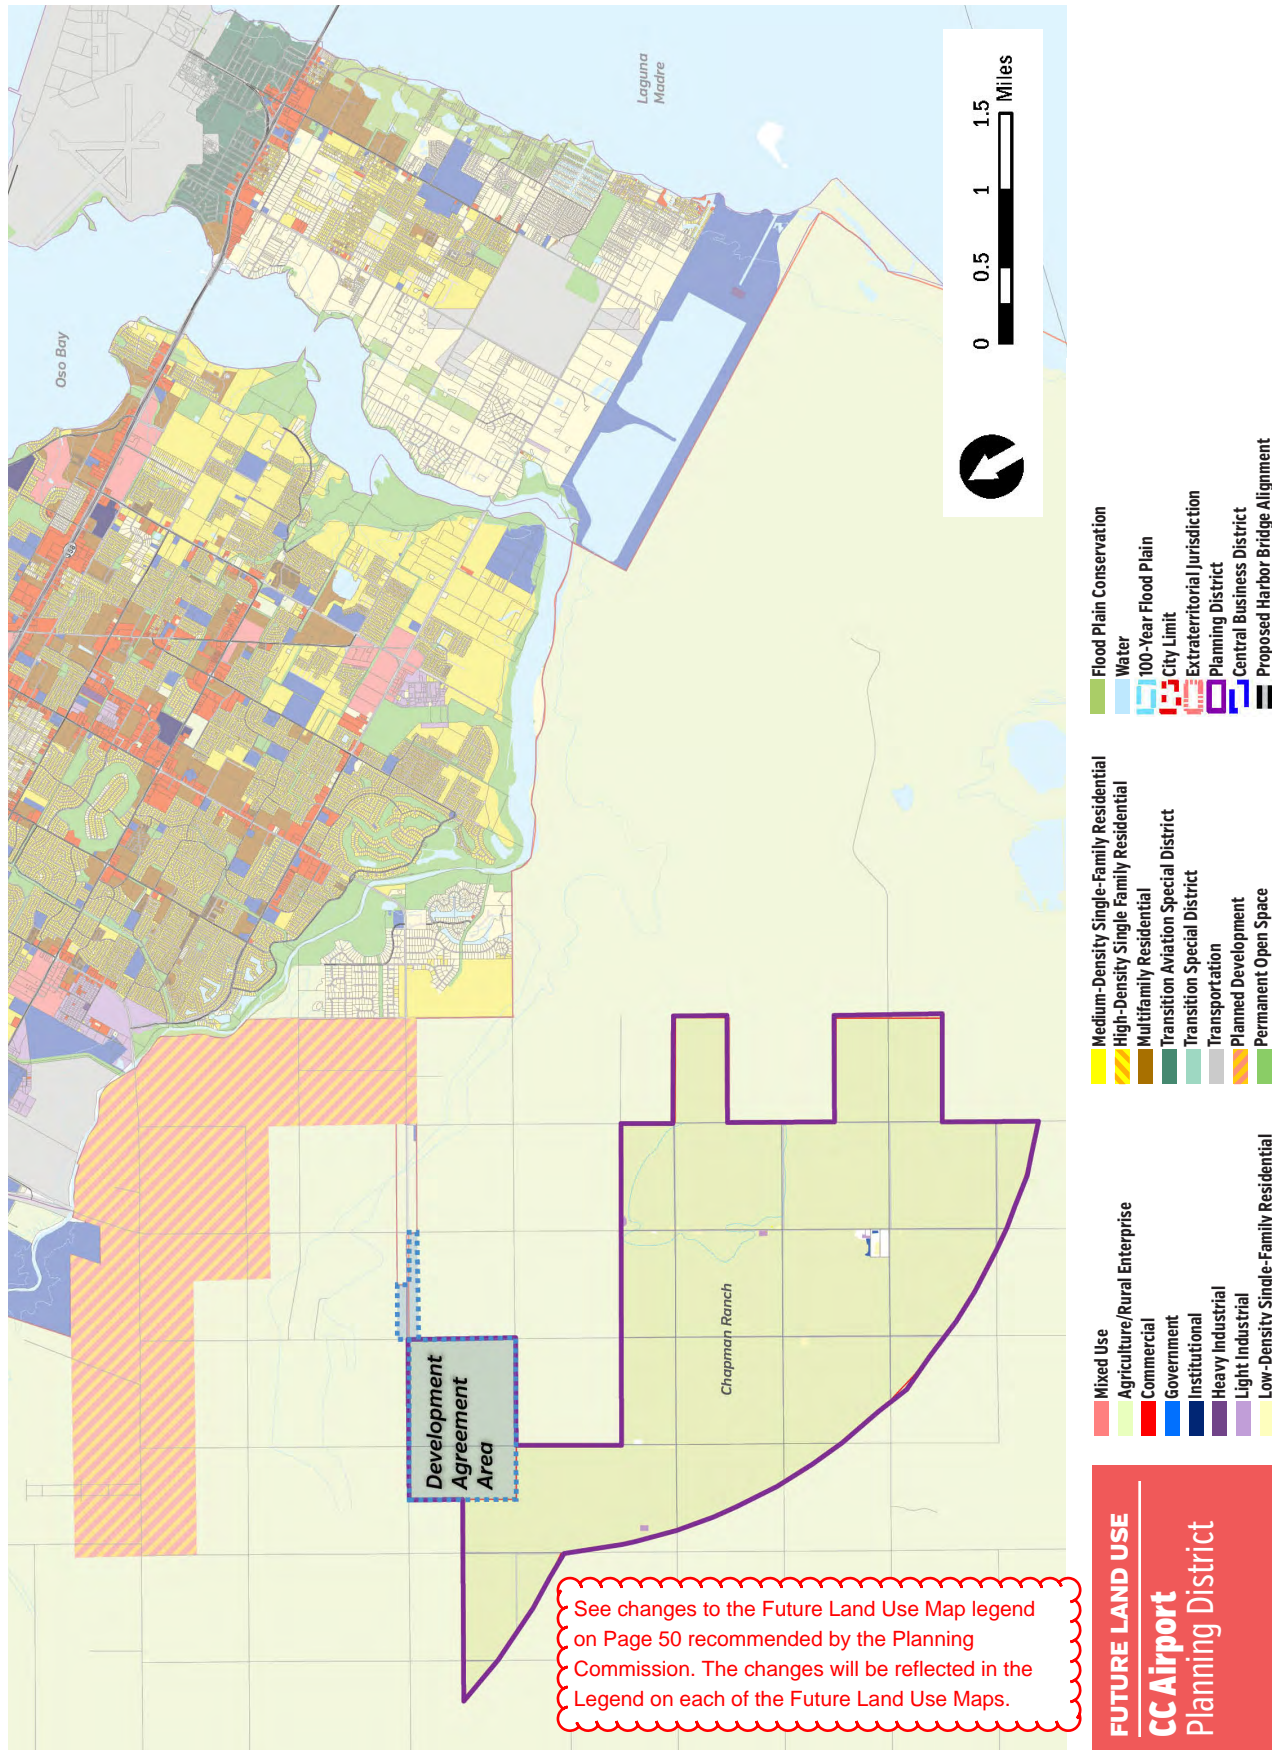 Laguna
Madre
Oso Bay
358
Chapman Ranch
Development
Agreement
Area
0 0.5 1 1.5 Miles
See changes to the Future Land Use Map legend
on Page 50 recommended by the Planning
Commission. The changes will be reflected in the
Legend on each of the Future Land Use Maps.
FUTURE LAND USE
CC Airport
Planning District
Mixed Use
Agriculture/Rural Enterprise
Commercial
Government
Institutional
Heavy Industrial
Light Industrial
Low-Density Single-Family Residential
Medium-Density Single-Family Residential
High-Density Single Family Residential
Multifamily Residential
Transition Aviation Special District
Transition Special District
Transportation
Planned Development
Permanent Open Space
Flood Plain Conservation
Water
100-Year Flood Plain
City Limit
Extraterritorial Jurisdiction
Planning District
Central Business District
Proposed Harbor Bridge Alignment